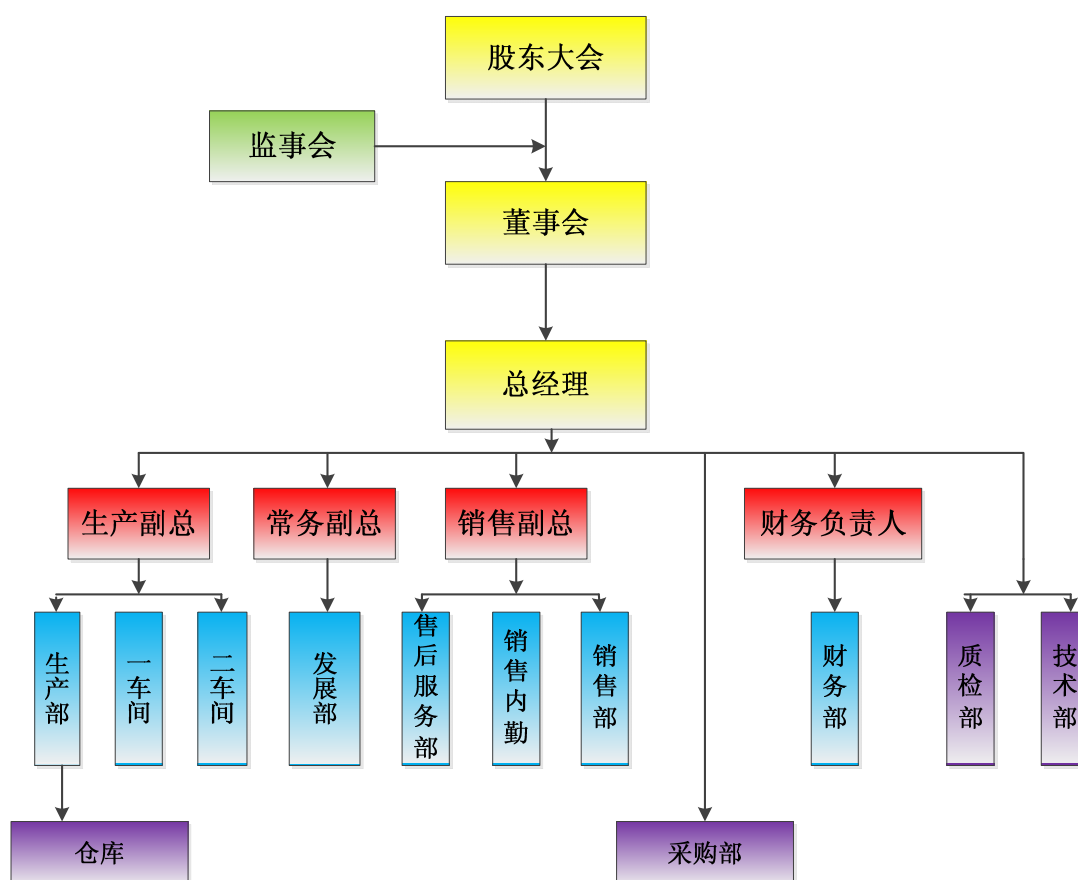 股东大会
监事会
董事会
总经理
生产副总
常务副总
销售副总
财务负责人
生产部
一车间
二车间
发展部
售后服务部
销售内勤
销售部
财务部
质检部
技术部
仓库
采购部